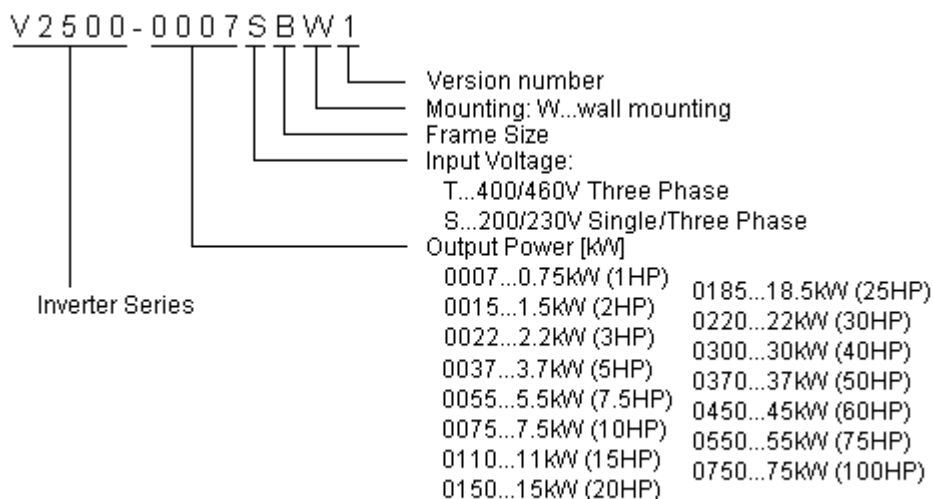 V2500-0007SBW1
Version number
Mounting: W...wall mounting
Frame Size
Input Voltage:
T...400/460V Three Phase
S...200/230V Single/Three Phase
Output Power [kW]
0007...0.75kW (1HP)
0015...1.5kW (2HP)
0022...2.2kW (3HP)
0037...3.7kW (5HP)
0055...5.5kW (7.5HP)
0075...7.5kW (10HP)
0110...11kW (15HP)
0150...15kW (20HP)
0185...18.5kW (25HP)
0220...22kW (30HP)
0300...30kW (40HP)
0370...37kW (50HP)
0450...45kW (60HP)
0550...55kW (75HP)
0750...75kW (100HP)
Inverter Series